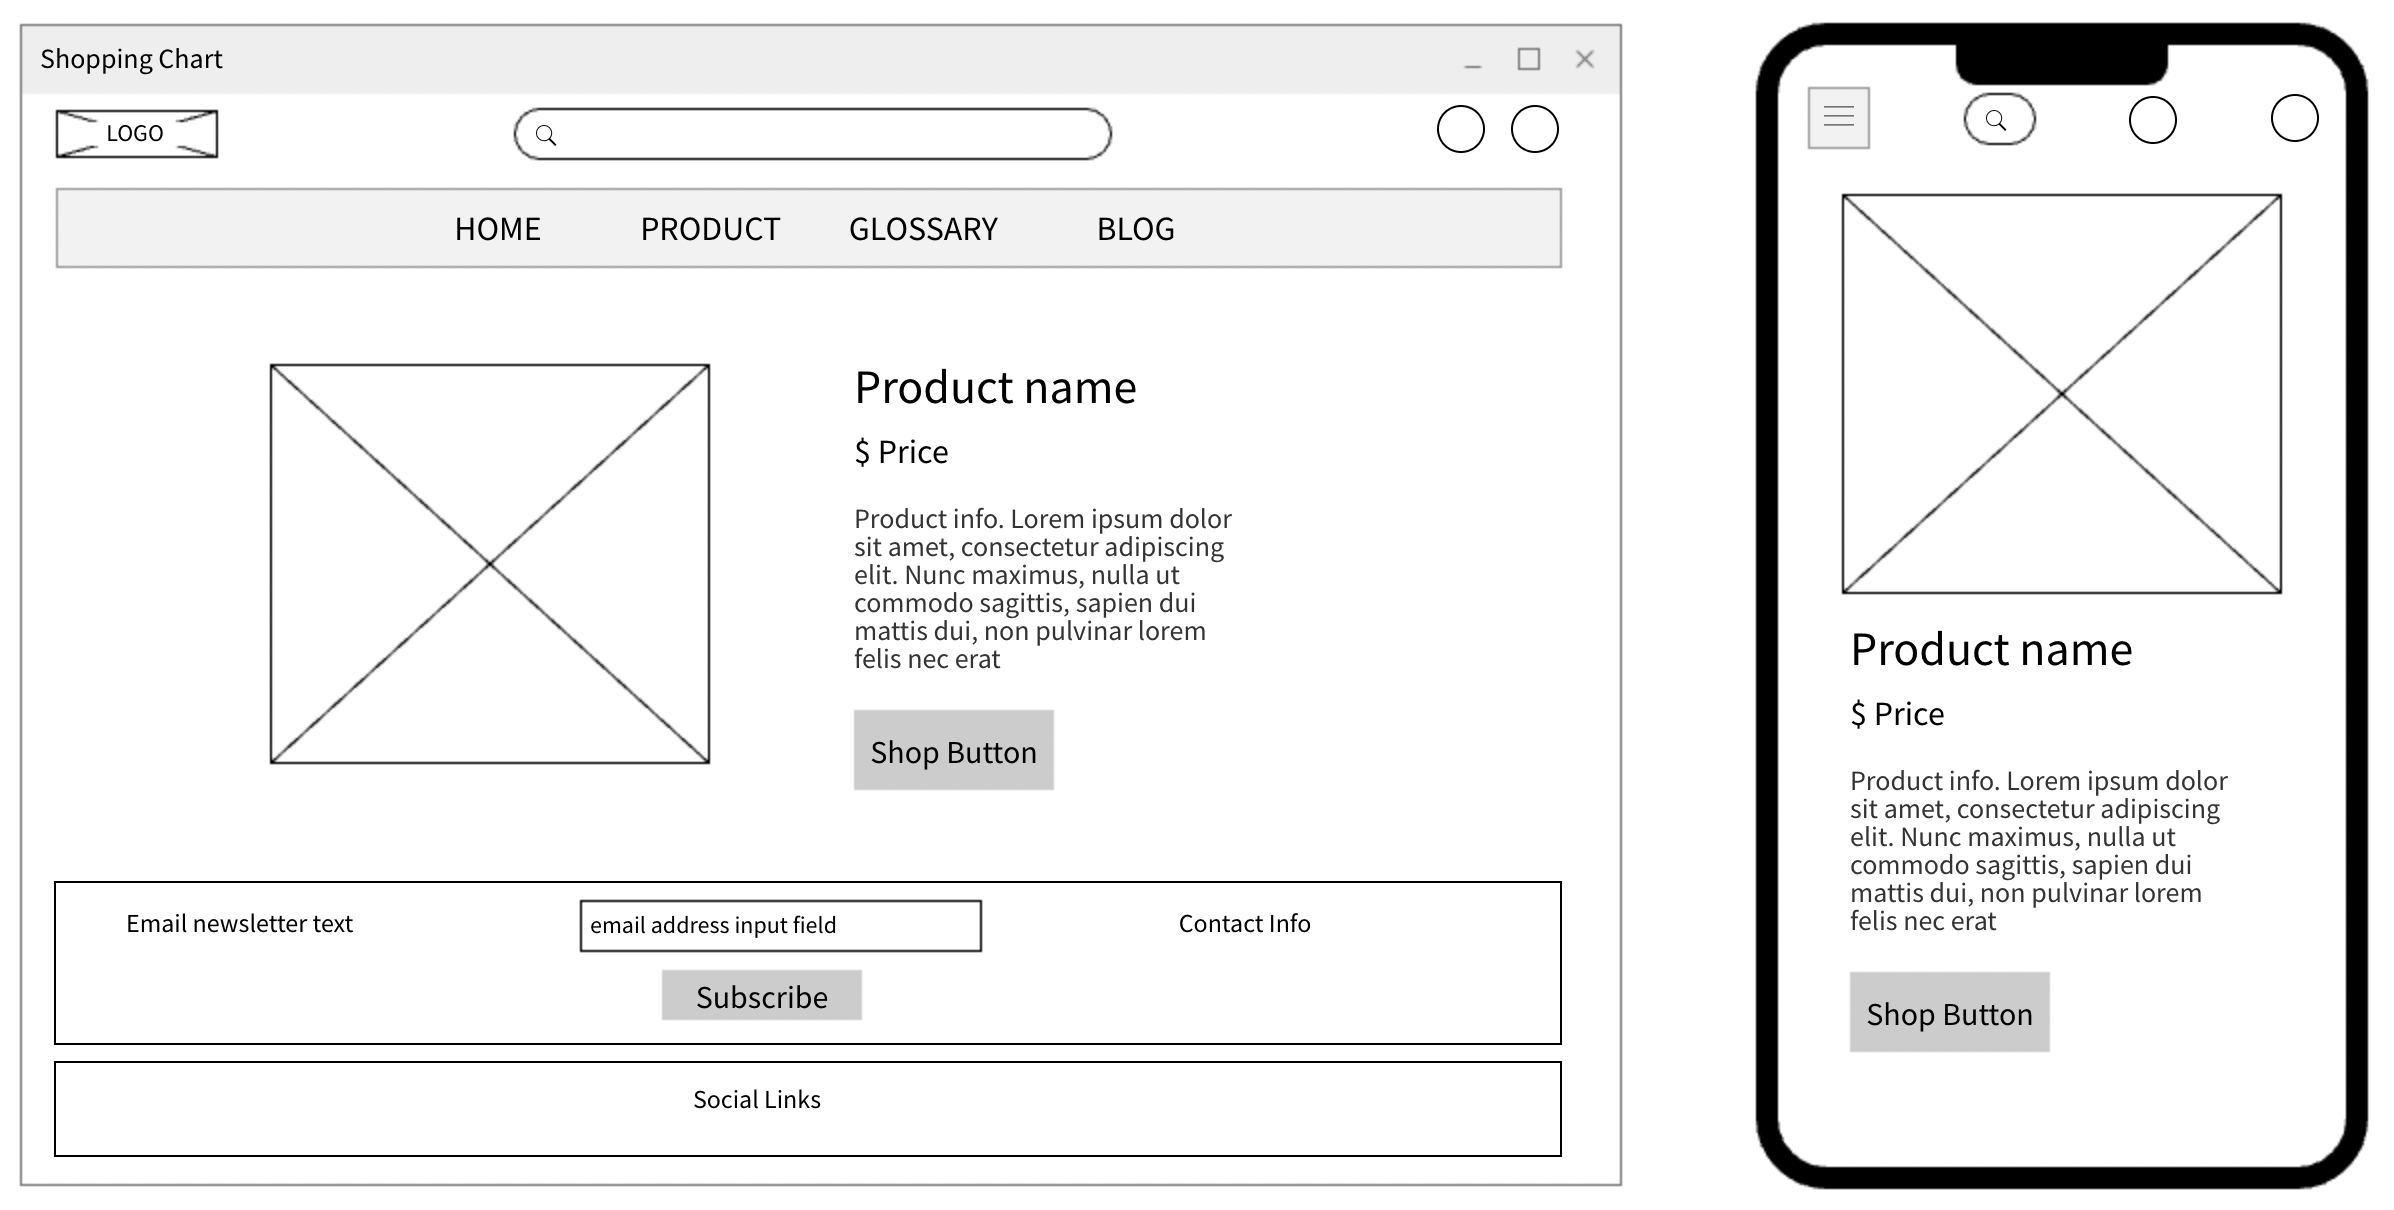 Shopping Chart
LOGO
HOME PRODUCT GLOSSARY BLOG
Product name
$ Price
Product info. Lorem ipsum dolor
sit amet, consectetur adipiscing
elit. Nunc maximus, nulla ut
commodo sagittis, sapien dui
mattis dui, non pulvinar lorem
felis nec erat
Shop Button
Email newsletter text
email address input field
Subscribe
Contact Info
Social Links
Product name
$ Price
Product info. Lorem ipsum dolor
sit amet, consectetur adipiscing
elit. Nunc maximus, nulla ut
commodo sagittis, sapien dui
mattis dui, non pulvinar lorem
felis nec erat
Shop Button